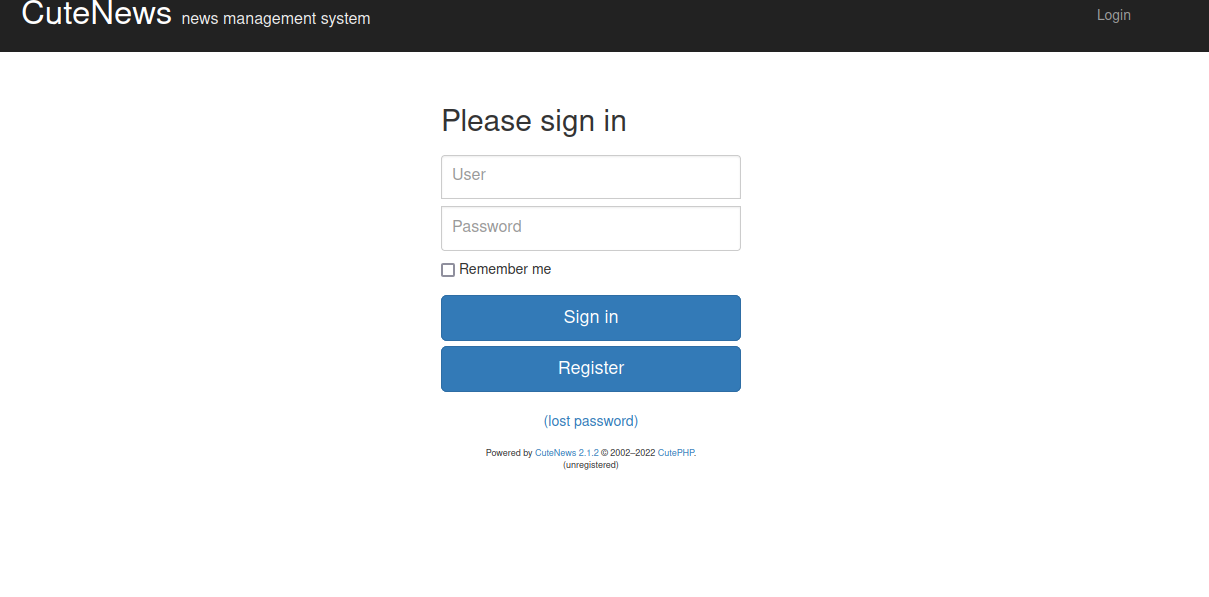 CuteNews news management system Login
Please sign in
User
Password
Remember me
Sign in
Register
(lost password)
Powered by CuteNews 2.1.2 © 2002–2022 CutePHP.
(unregistered)